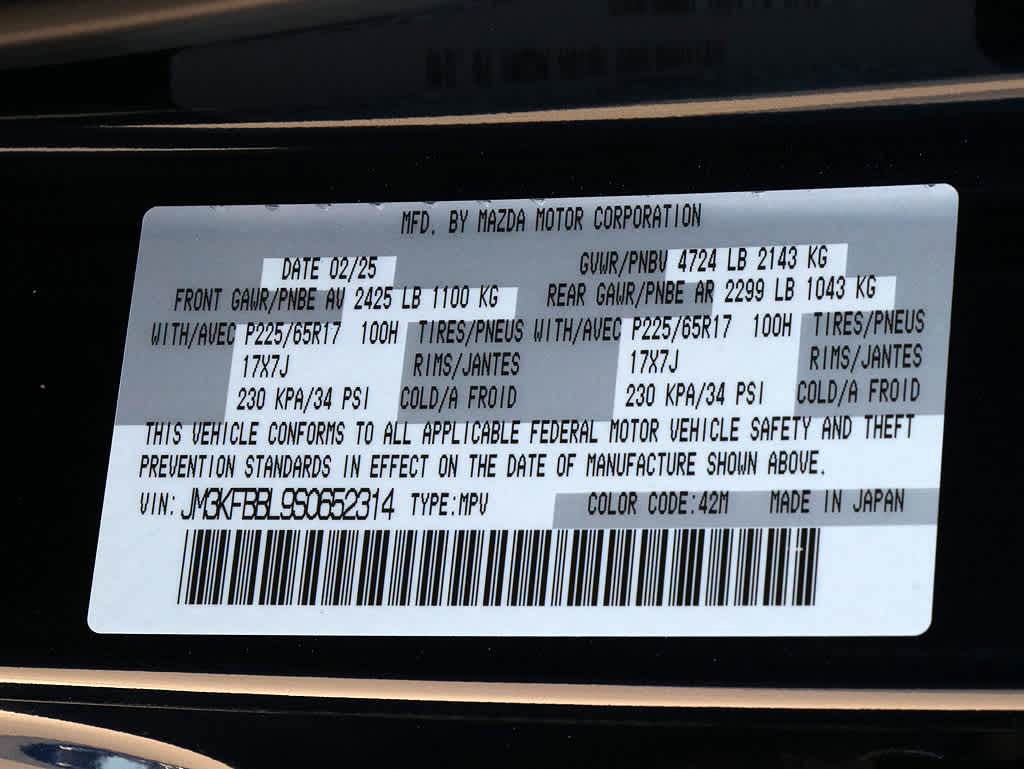 MFD. BY MAZDA MOTOR CORPORATION
DATE 02/25 GVWR/PNBV 4724 LB 2143 KG
FRONT GAWR/PNBE AV 2425 LB 1100 KG REAR GAWR/PNBE AR 2299 LB 1043 KG
WITH/AVEC P225/65R17 100H TIRES/PNEUS WITH/AVEC P225/65R17 100H TIRES/PNEUS
17X7J RIMS/JANTES 17X7J RIMS/JANTES
230 KPA/34 PSI COLD/A FROID 230 KPA/34 PSI COLD/A FROID
THIS VEHICLE CONFORMS TO ALL APPLICABLE FEDERAL MOTOR VEHICLE SAFETY AND THEFT
PREVENTION STANDARDS IN EFFECT ON THE DATE OF MANUFACTURE SHOWN ABOVE.
VIN: JM3KFBBL9S0652314 TYPE:MPV COLOR CODE:42M MADE IN JAPAN